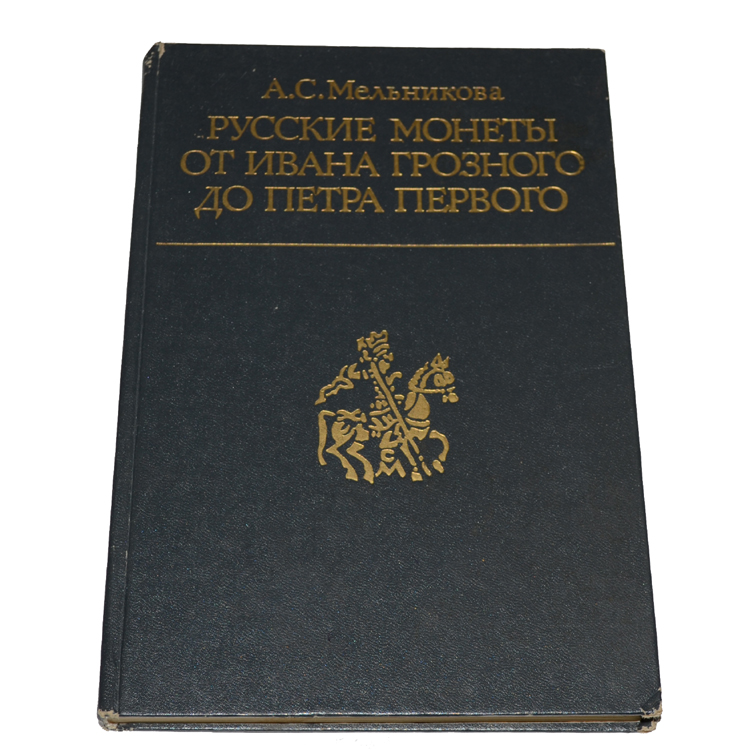 А.С.Мельникова
РУССКИЕ МОНЕТЫ
ОТ ИВАНА ГРОЗНОГО
ДО ПЕТРА ПЕРВОГО